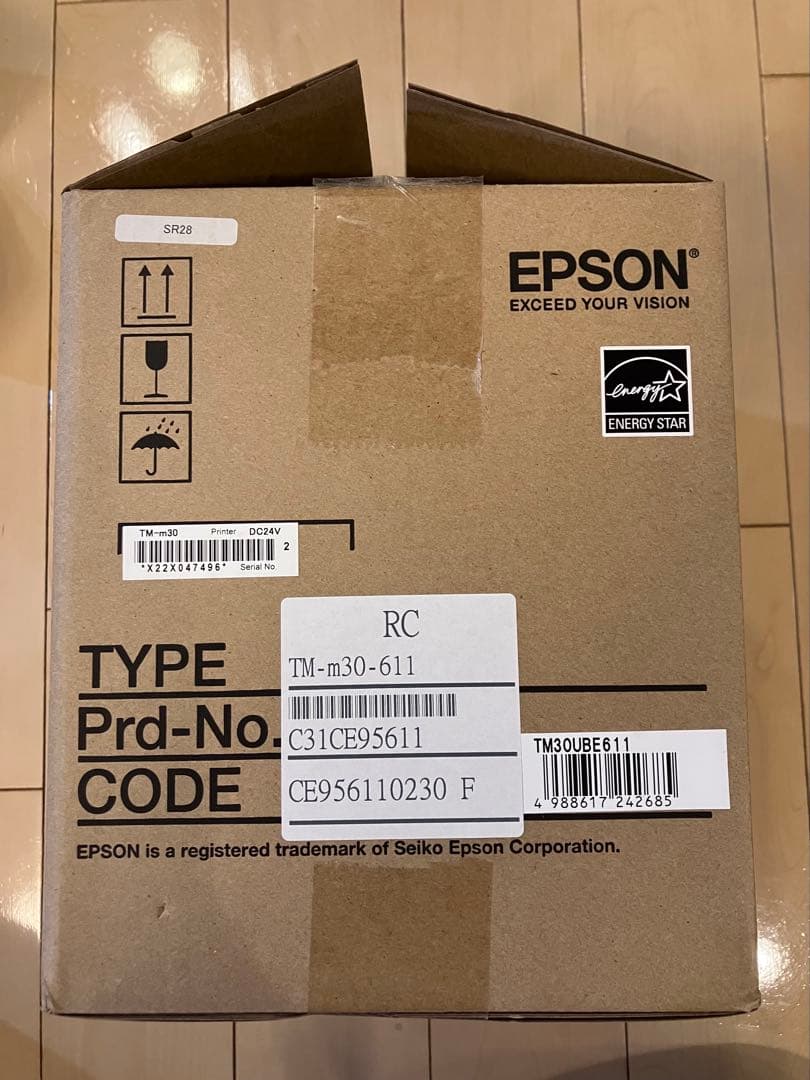 SR28
EPSON®
EXCEED YOUR VISION
energy
ENERGY STAR
TM-m30 Printer DC24V
2
*X22X047496* Serial No.
RC
TM-m30-611
C31CE95611
CE956110230 F
TYPE
Prd-No.
CODE
TM30UBE611
4 988617 242685
EPSON is a registered trademark of Seiko Epson Corporation.